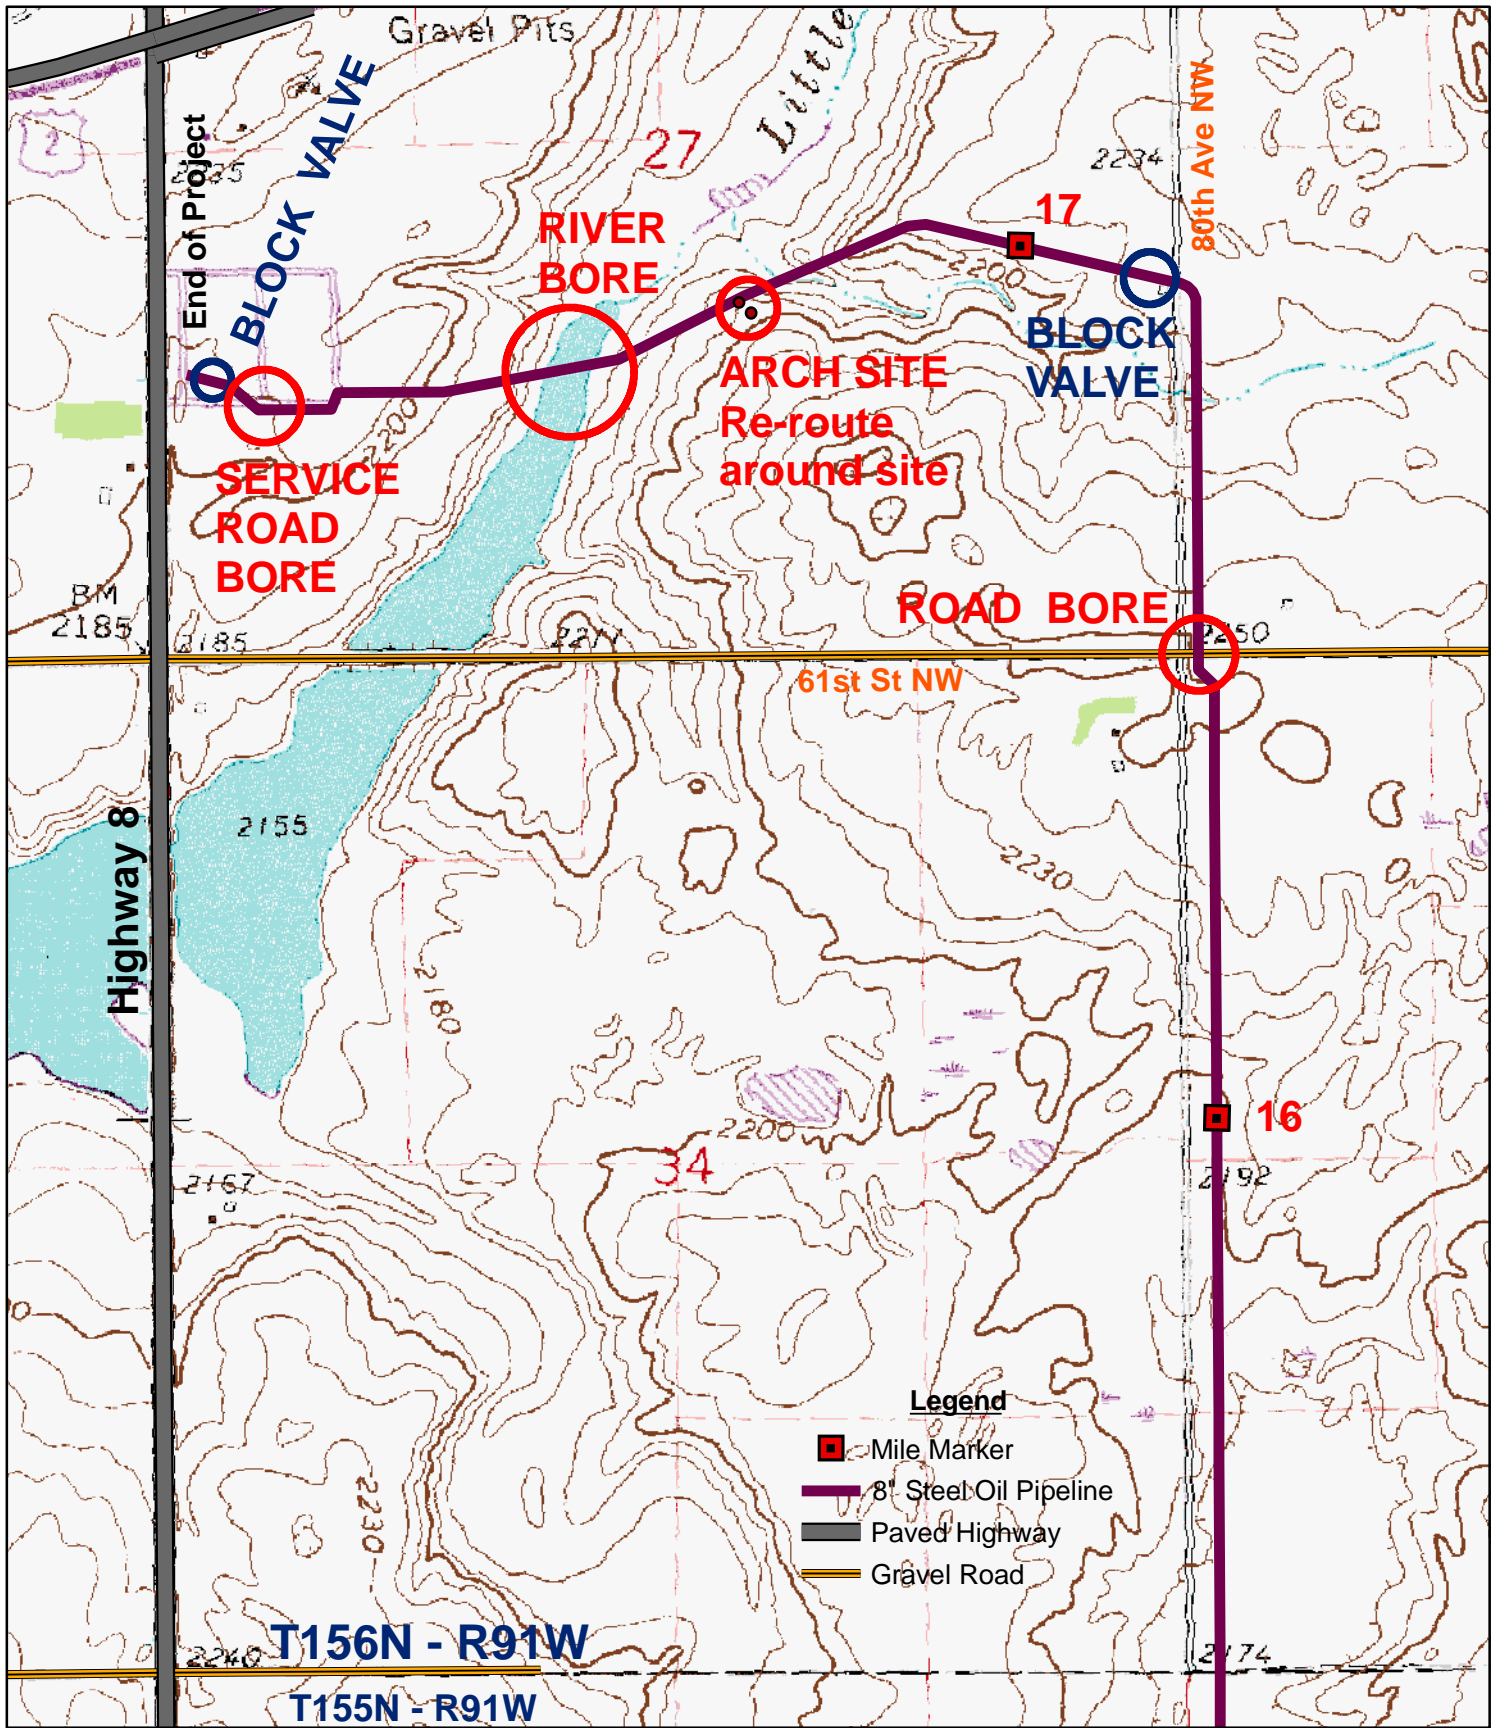 Gravel Pits
Little
2
BLOCK VALVE
End of Project
2235
27
2234
80th Ave NW
17
RIVER
BORE
2200
BLOCK
VALVE
ARCH SITE
Re-route
around site
2200
SERVICE
ROAD
BORE
BM
2185
2185
ROAD BORE
2250
61st St NW
Highway 8
2155
2230
2180
2200
16
34
2192
2167
Legend
Mile Marker
8" Steel Oil Pipeline
Paved Highway
Gravel Road
2230
T156N - R91W
2240
2174
T155N - R91W